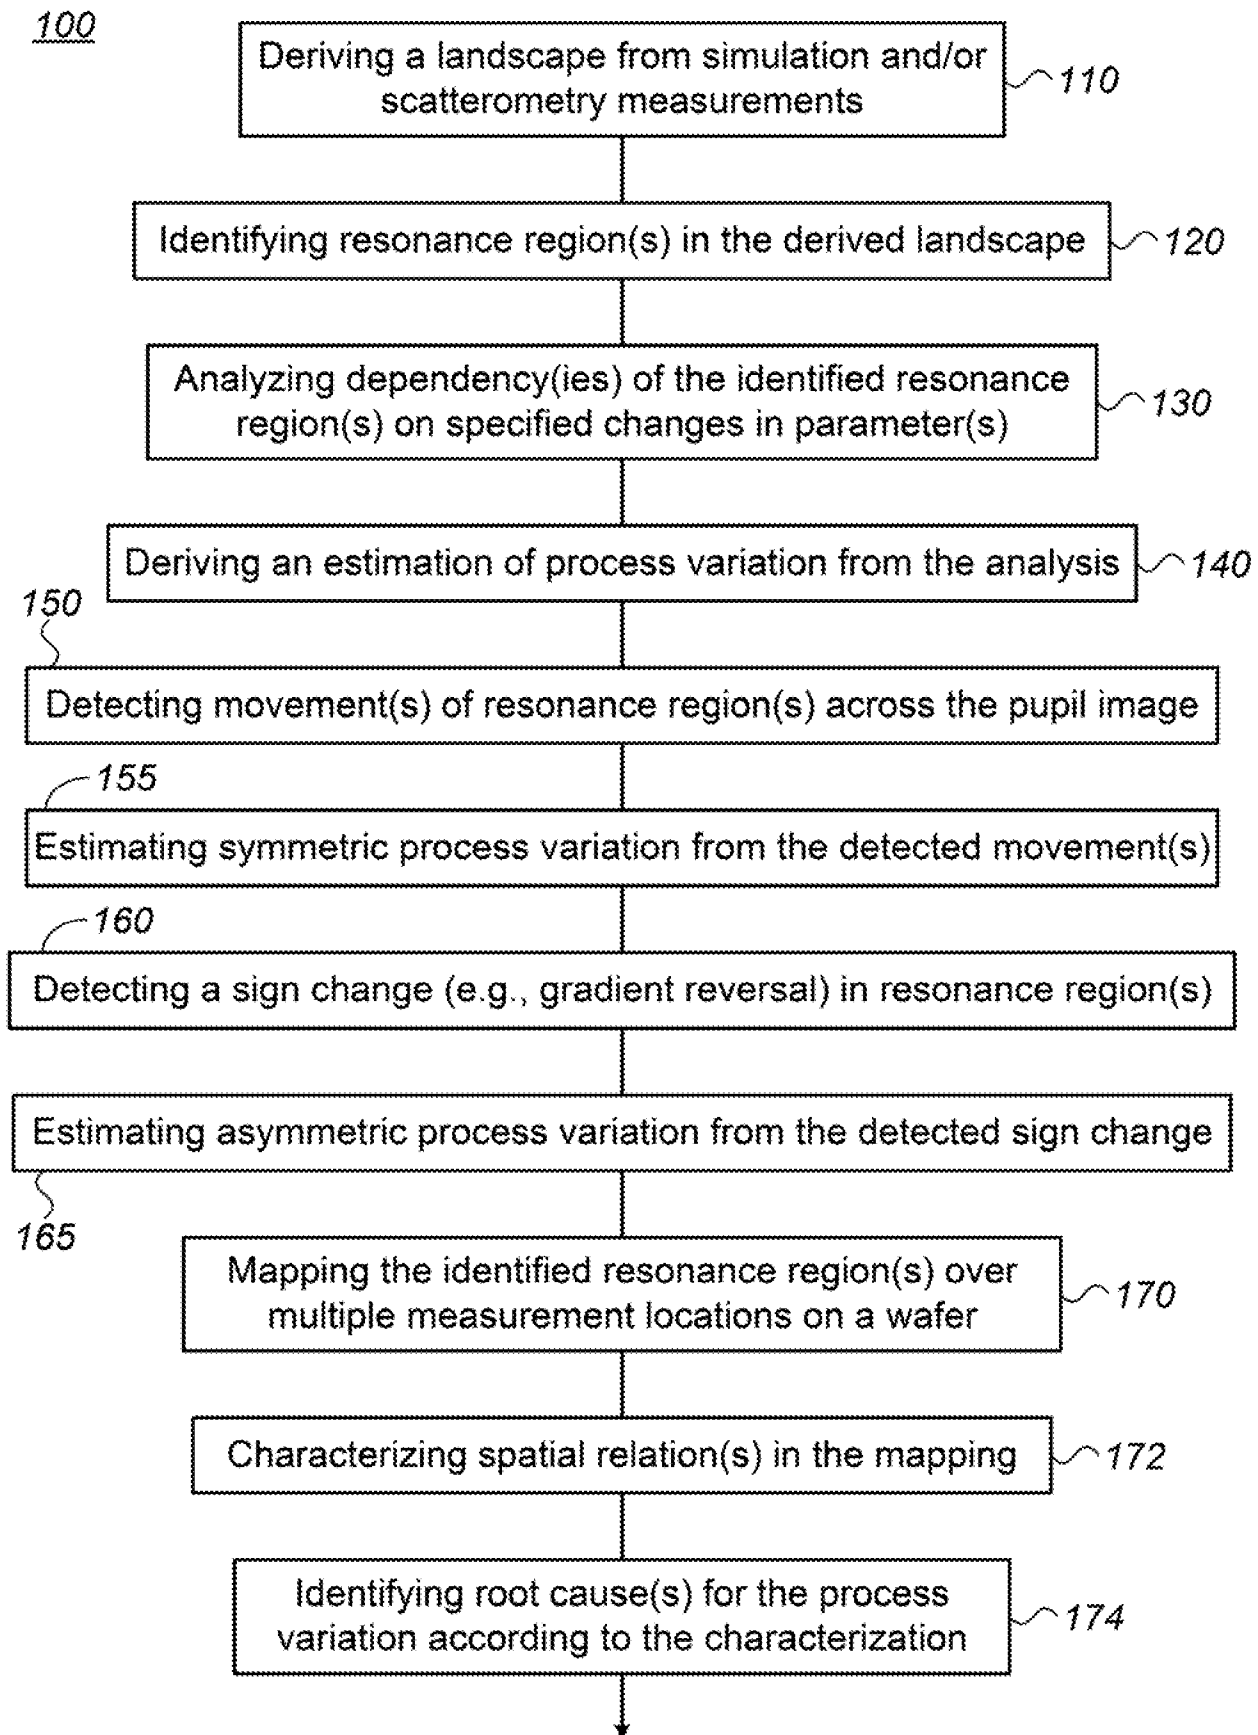 100
Deriving a landscape from simulation and/or
scatterometry measurements
110
Identifying resonance region(s) in the derived landscape
120
Analyzing dependency(ies) of the identified resonance
region(s) on specified changes in parameter(s)
130
Deriving an estimation of process variation from the analysis
140
150
Detecting movement(s) of resonance region(s) across the pupil image
155
Estimating symmetric process variation from the detected movement(s)
160
Detecting a sign change (e.g., gradient reversal) in resonance region(s)
Estimating asymmetric process variation from the detected sign change
165
Mapping the identified resonance region(s) over
multiple measurement locations on a wafer
170
Characterizing spatial relation(s) in the mapping
172
Identifying root cause(s) for the process
variation according to the characterization
174